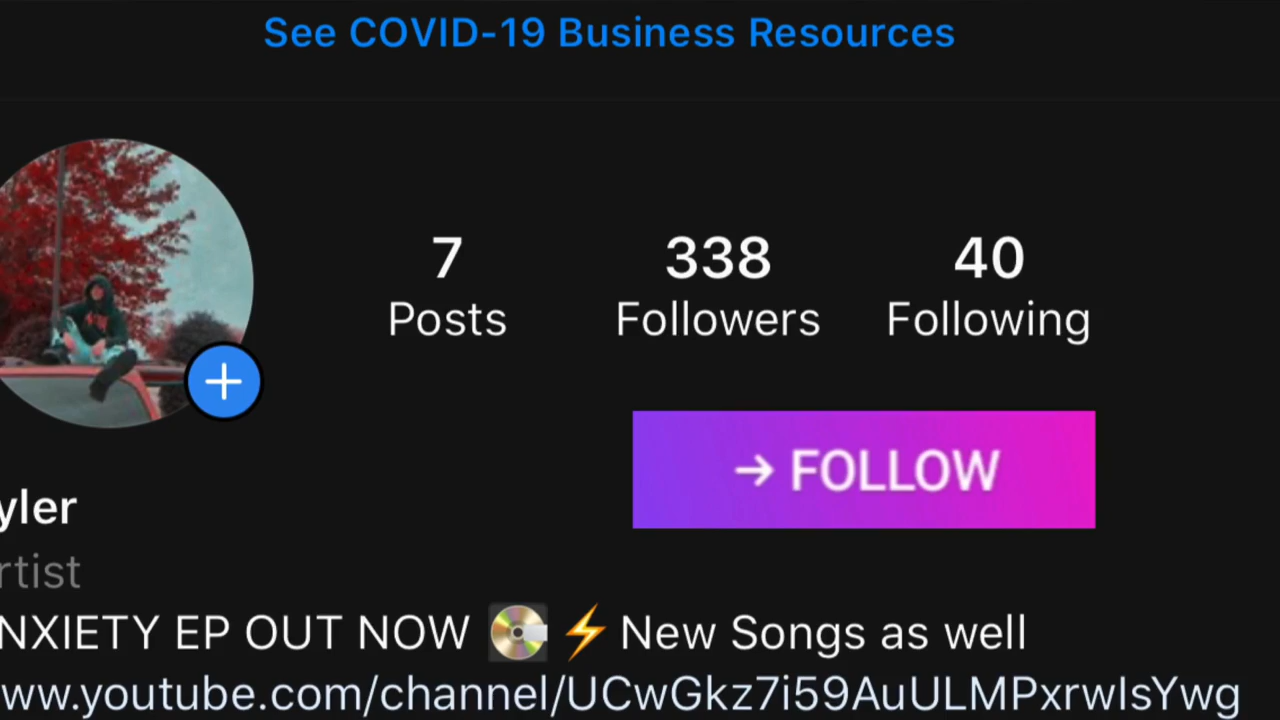 See COVID-19 Business Resources
7 338 40
Posts Followers Following
→ FOLLOW
yler
rtist
NXIETY EP OUT NOW 💿⚡ New Songs as well
ww.youtube.com/channel/UCwGkz7i59AuULMPxrwIsYwg